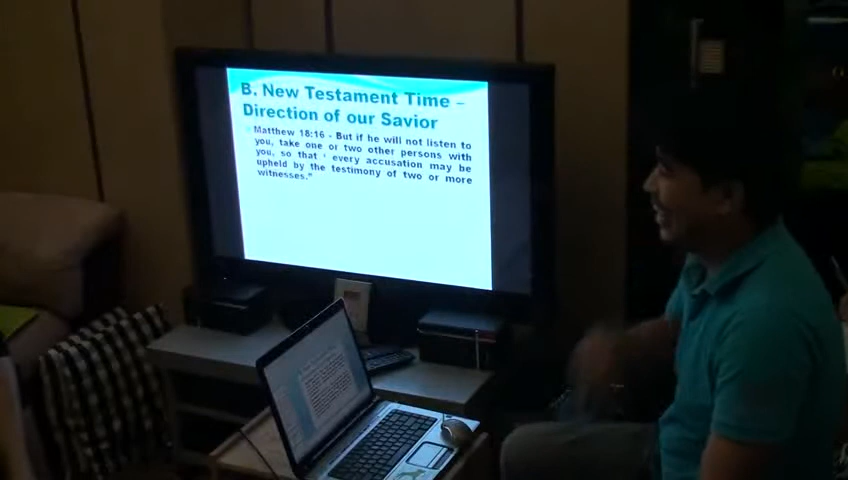 B. New Testament Time –
Direction of our Savior
Matthew 18:16 - But if he will not listen to
you, take one or two other persons with
you, so that ' every accusation may be
upheld by the testimony of two or more
witnesses."